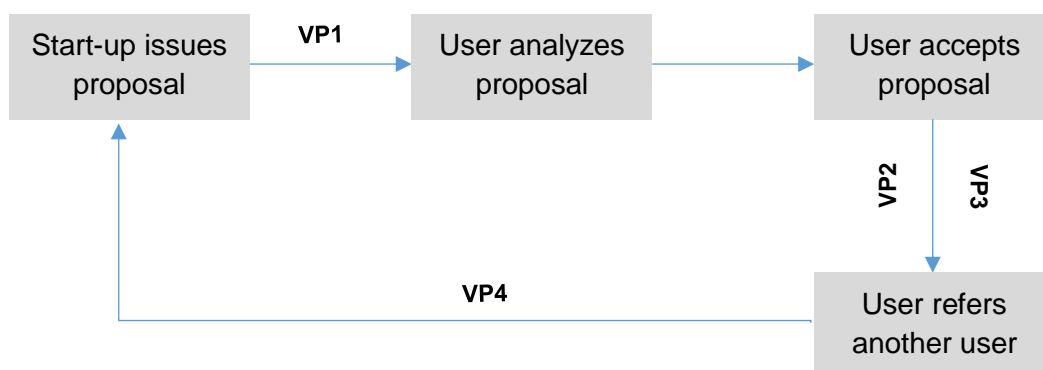 Start-up issues
proposal
VP1
User analyzes
proposal
User accepts
proposal
VP2
VP3
VP4
User refers
another user